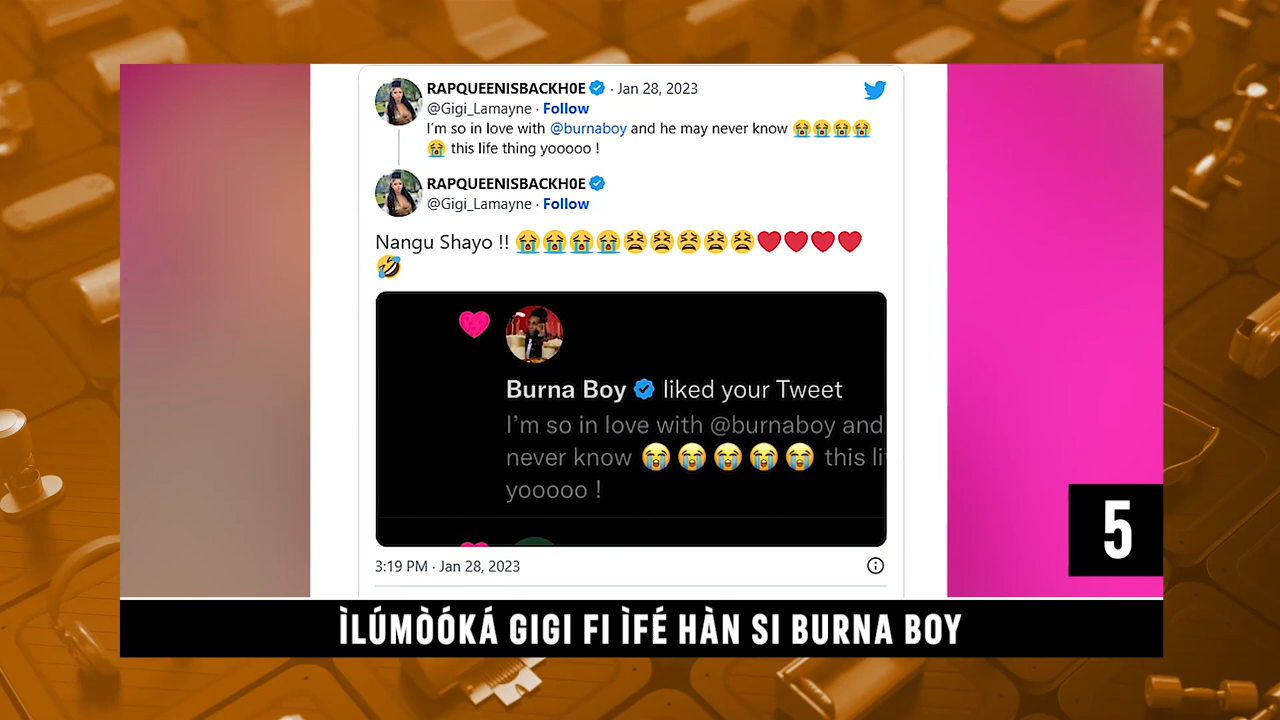 RAPQUEENISBACKH0E · Jan 28, 2023
@Gigi_Lamayne · Follow
I'm so in love with @burnaboy and he may never know 😭😭😭😭
😭 this life thing yooooo !
RAPQUEENISBACKH0E
@Gigi_Lamayne · Follow
Nangu Shayo !! 😭😭😭😭😫😫😫😫😫❤️❤️❤️❤️
🤣
Burna Boy liked your Tweet
I'm so in love with @burnaboy and
never know 😭😭😭😭😭 this li
yooooo !
3:19 PM · Jan 28, 2023
5
ÌLÚMÒÓKÁ GIGI FI ÌFÉ HÀN SI BURNA BOY